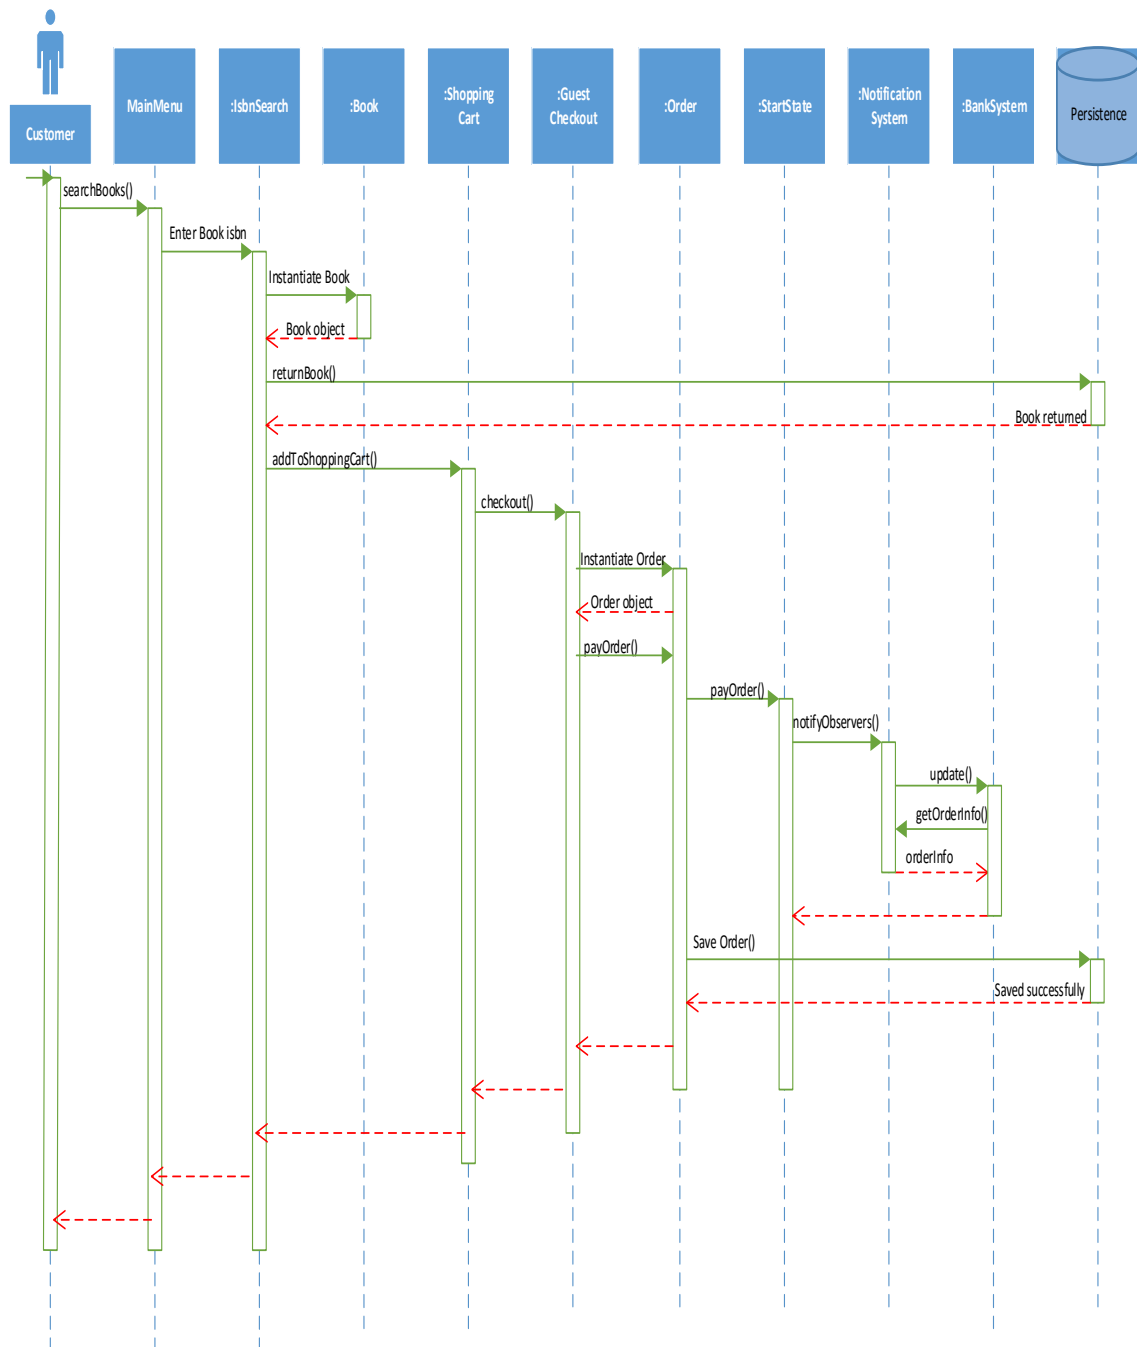 Customer
MainMenu
:IsbnSearch
:Book
:Shopping
Cart
:Guest
Checkout
:Order
:StartState
:Notification
System
:BankSystem
Persistence
searchBooks()
Enter Book isbn
Instantiate Book
Book object
returnBook()
Book returned
addToShoppingCart()
checkout()
Instantiate Order
Order object
payOrder()
payOrder()
notifyObservers()
update()
getOrderInfo()
orderInfo
Save Order()
Saved successfully